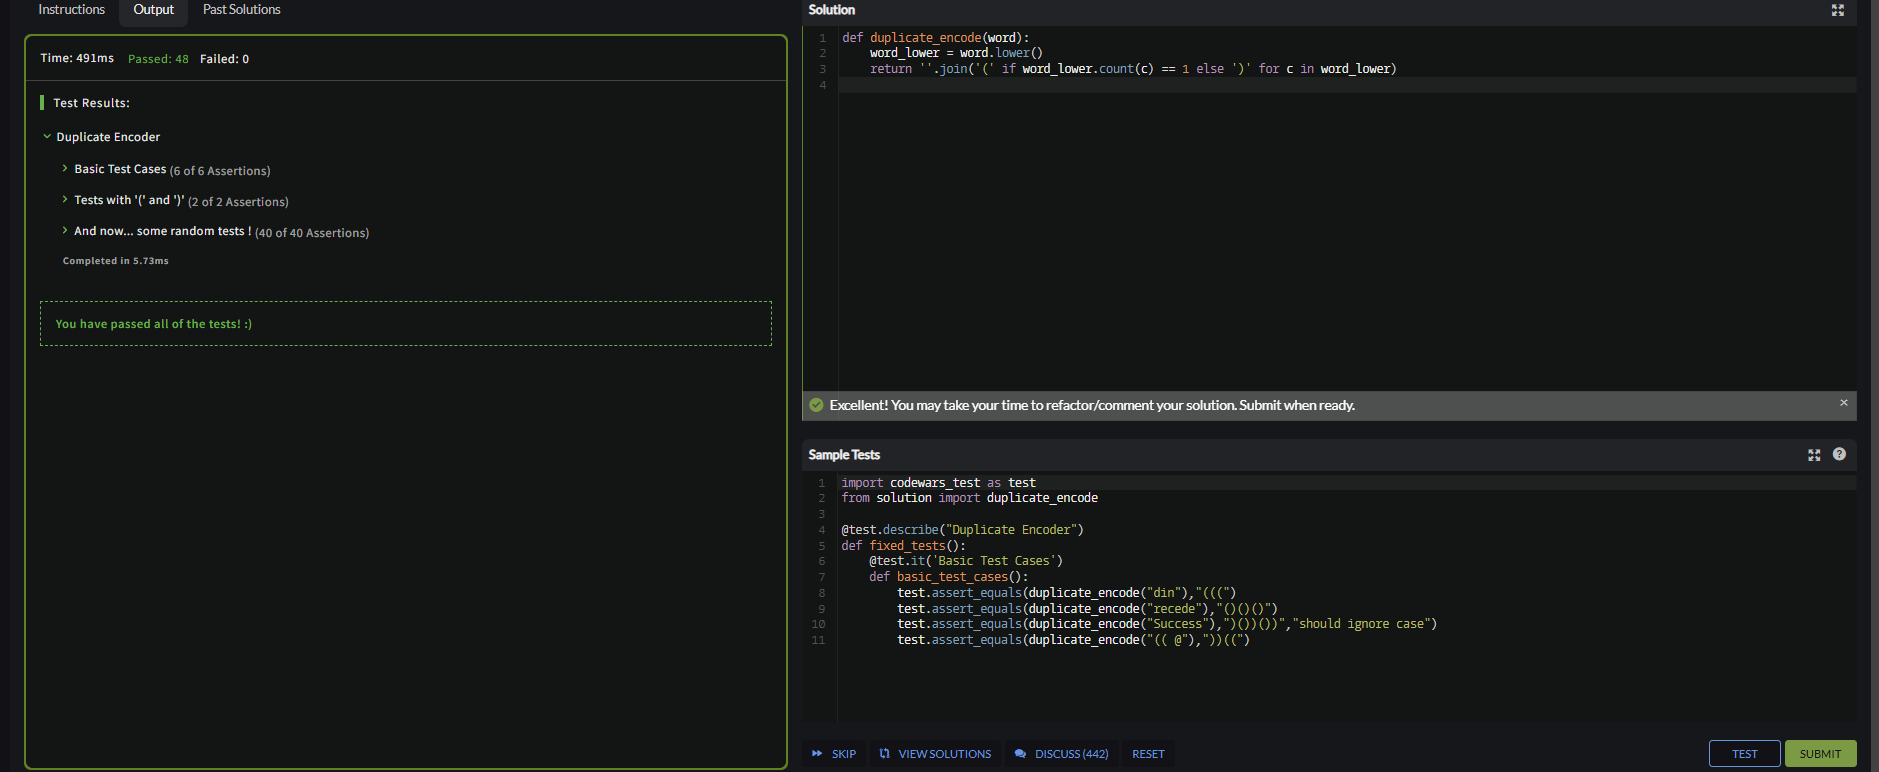 Instructions
Output
Past Solutions
Time: 491ms Passed: 48 Failed: 0
Test Results:
Duplicate Encoder
Basic Test Cases (6 of 6 Assertions)
Tests with '(' and ')' (2 of 2 Assertions)
And now... some random tests ! (40 of 40 Assertions)
Completed in 5.73ms
You have passed all of the tests! :)
Solution
1 def duplicate_encode(word):
2     word_lower = word.lower()
3     return ''.join('(' if word_lower.count(c) == 1 else ')' for c in word_lower)
4
Excellent! You may take your time to refactor/comment your solution. Submit when ready.
×
Sample Tests
?
1 import codewars_test as test
2 from solution import duplicate_encode
3
4 @test.describe("Duplicate Encoder")
5 def fixed_tests():
6     @test.it('Basic Test Cases')
7     def basic_test_cases():
8         test.assert_equals(duplicate_encode("din"),"(((")
9         test.assert_equals(duplicate_encode("recede"),"()()()")
10         test.assert_equals(duplicate_encode("Success"),")())())","should ignore case")
11         test.assert_equals(duplicate_encode("(( @"),"))((")
SKIP
VIEW SOLUTIONS
DISCUSS (442)
RESET
TEST
SUBMIT